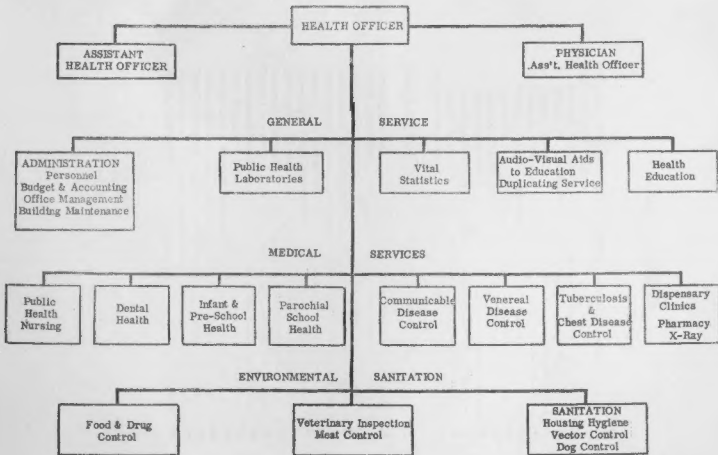 HEALTH OFFICER
ASSISTANT
HEALTH OFFICER
PHYSICIAN
Ass't. Health Officer
GENERAL SERVICE
ADMINISTRATION
Personnel
Budget & Accounting
Office Management
Building Maintenance
Public Health
Laboratories
Vital
Statistics
Audio-Visual Aids
to Education
Duplicating Service
Health
Education
MEDICAL SERVICES
Public
Health
Nursing
Dental
Health
Infant &
Pre-School
Health
Parochial
School
Health
Communicable
Disease
Control
Venereal
Disease
Control
Tuberculosis
&
Chest Disease
Control
Dispensary
Clinics
Pharmacy
X-Ray
ENVIRONMENTAL SANITATION
Food & Drug
Control
Veterinary Inspection
Meat Control
SANITATION
Housing Hygiene
Vector Control
Dog Control